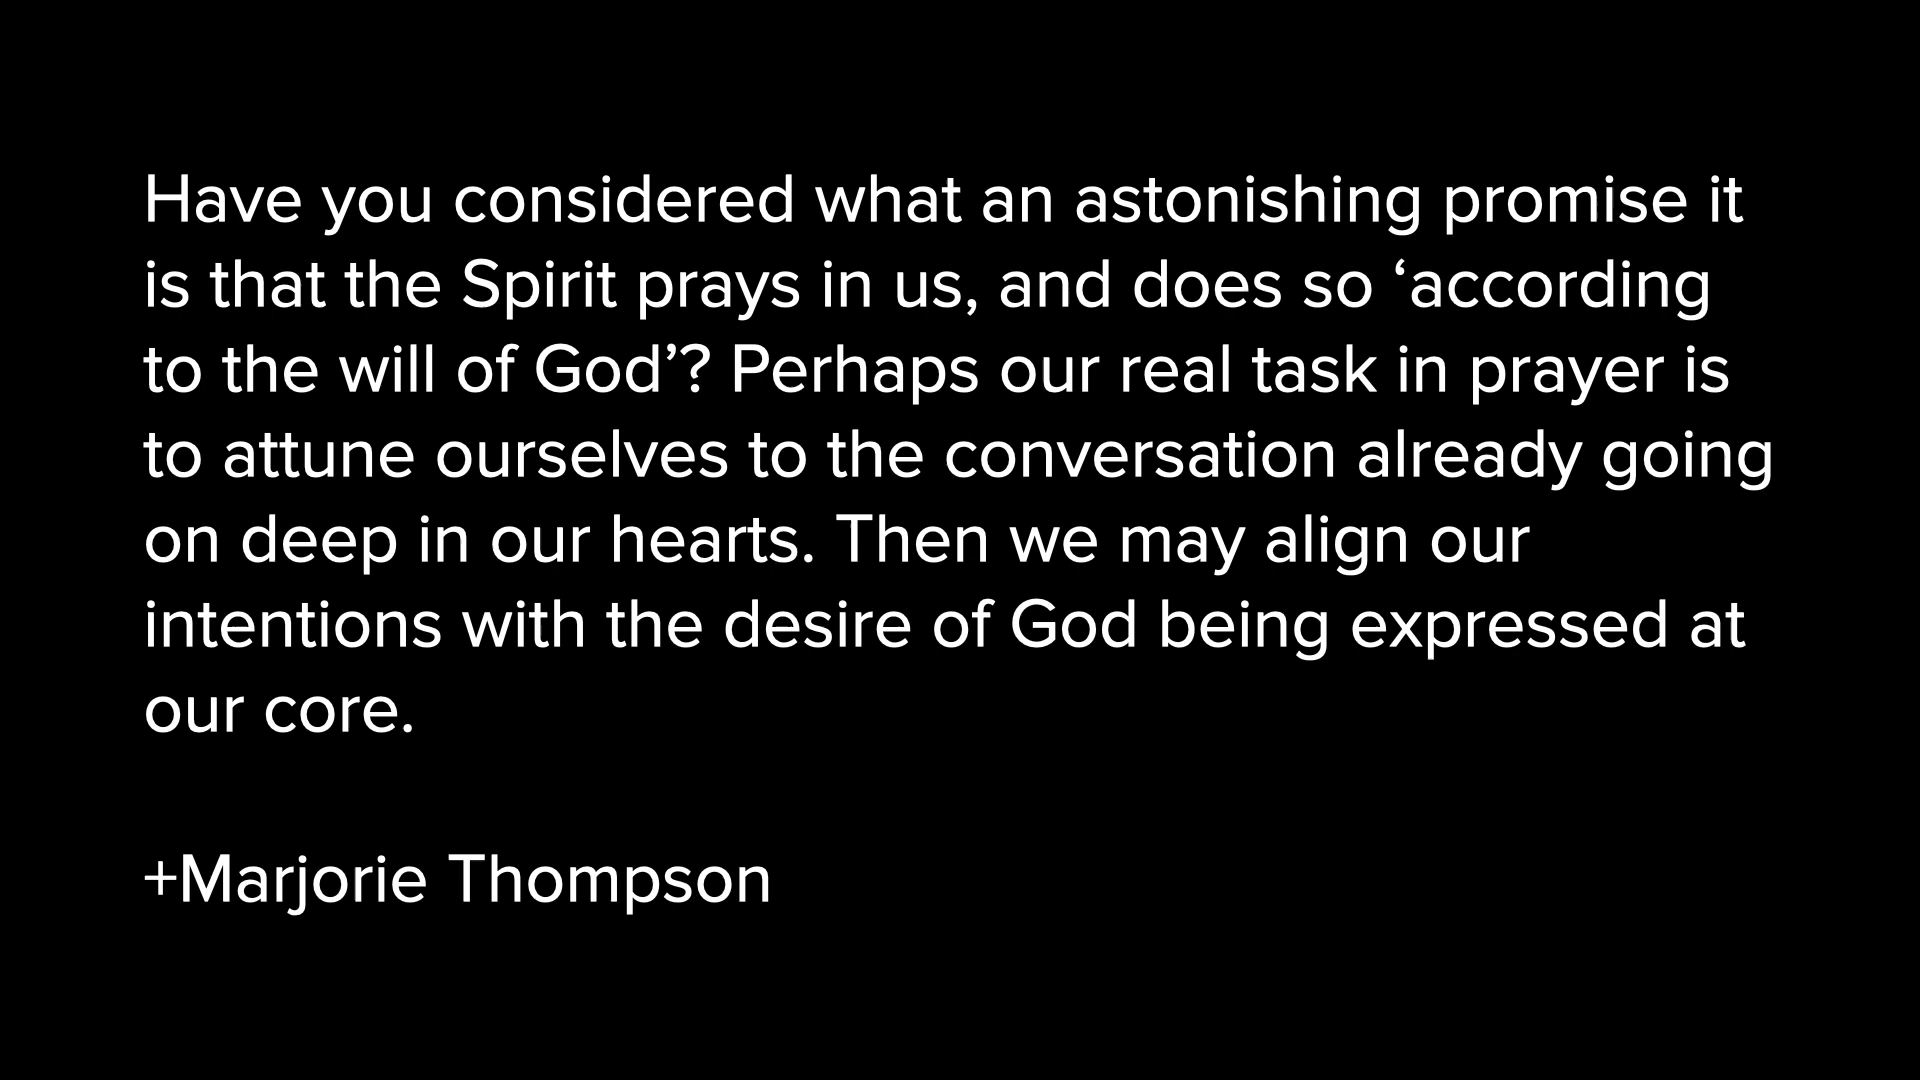 Have you considered what an astonishing promise it
is that the Spirit prays in us, and does so ‘according
to the will of God’? Perhaps our real task in prayer is
to attune ourselves to the conversation already going
on deep in our hearts. Then we may align our
intentions with the desire of God being expressed at
our core.
+Marjorie Thompson